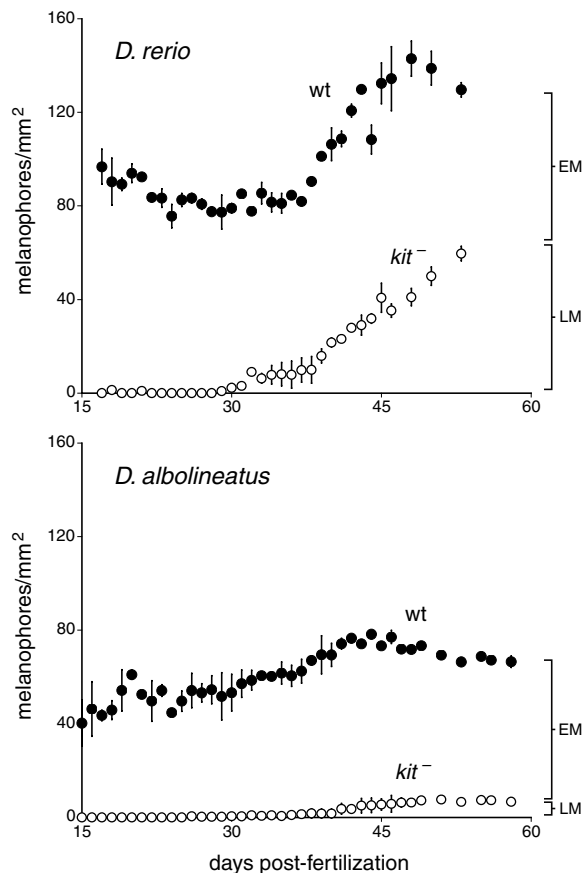 160
D. rerio
wt
120
EM
melanophores/mm²
80
kit⁻
40
LM
0
15
30
45
60
160
D. albolineatus
120
melanophores/mm²
80
wt
EM
40
kit⁻
LM
0
15
30
45
60
days post-fertilization